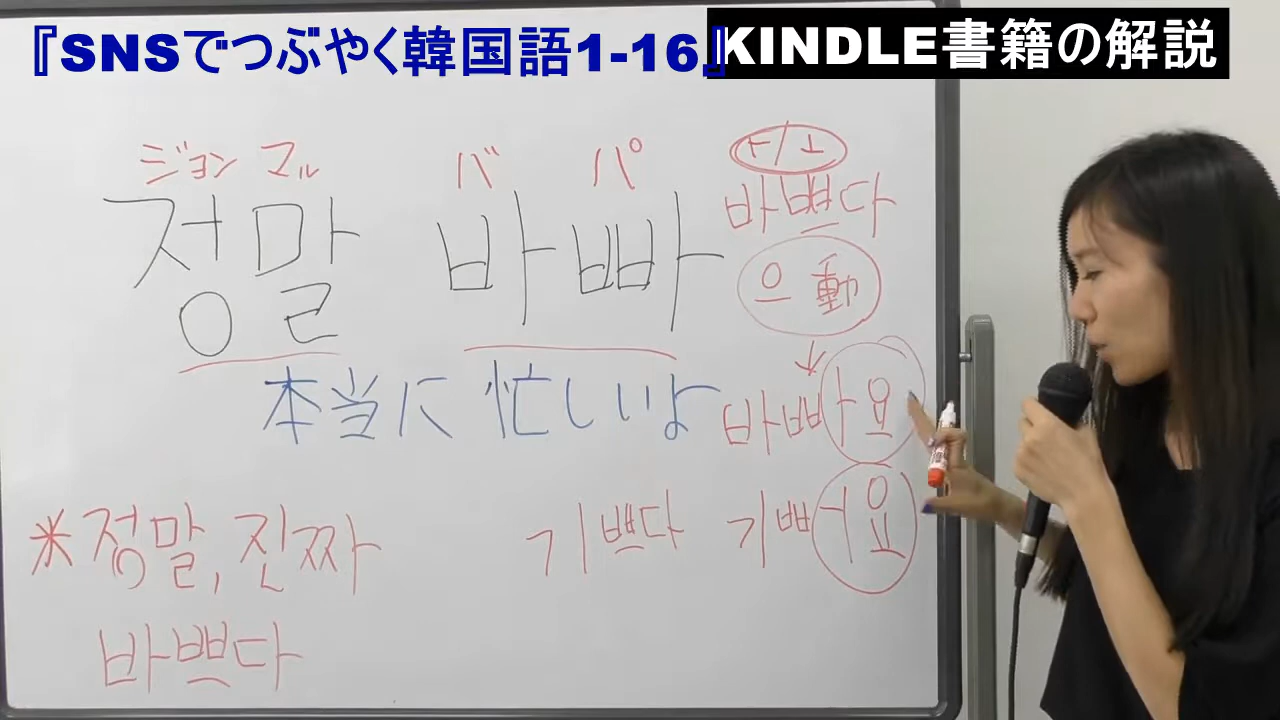 『SNSでつぶやく韓国語1-16』KINDLE書籍の解説
ジョン マル バ パ
정말 바빠
本当に 忙しいよ
ㅏ/ㅗ
바쁘다
으 動
↓
바빠요
기쁘다 기뻐요
※정말, 진짜
바쁘다